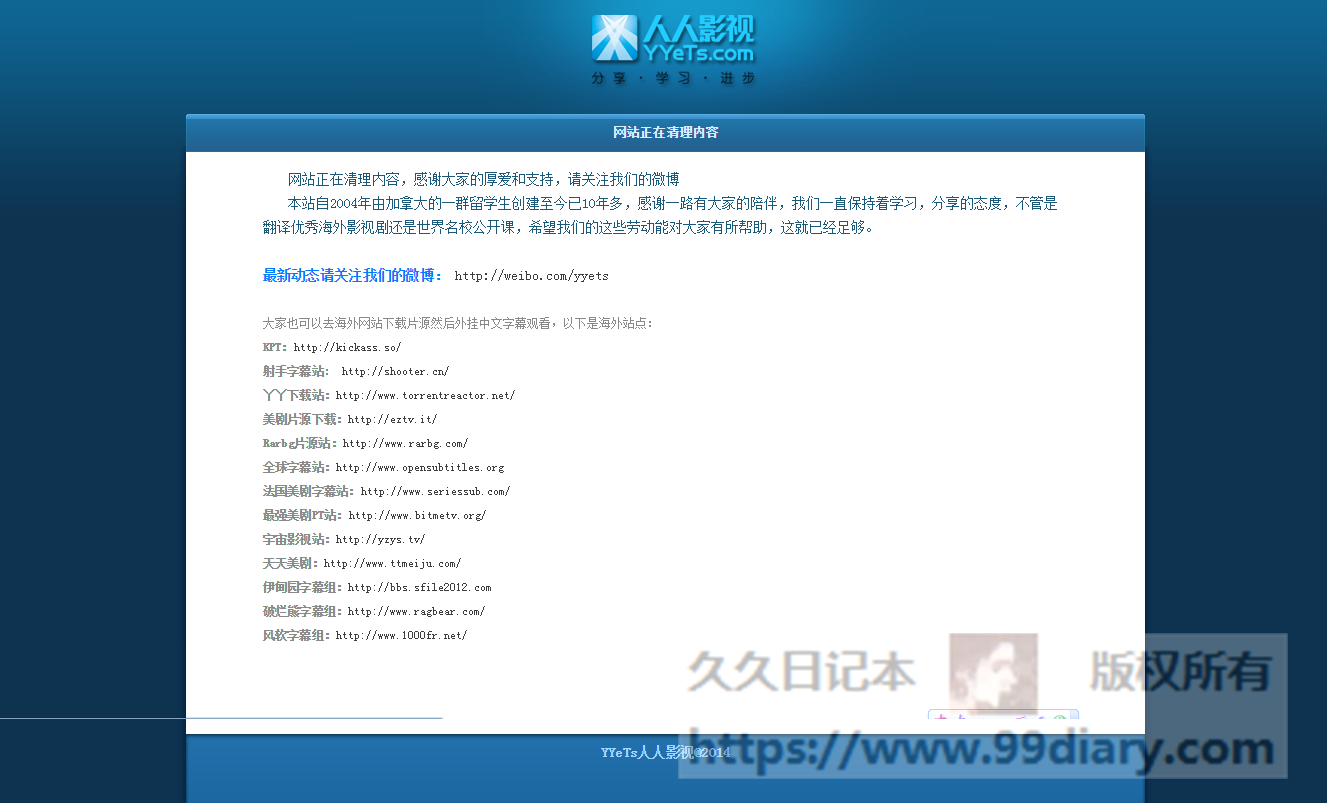 人人影视
YYeTs.com
分享·学习·进步
网站正在清理内容
网站正在清理内容，感谢大家的厚爱和支持，请关注我们的微博
本站自2004年由加拿大的一群留学生创建至今已10年多，感谢一路有大家的陪伴，我们一直保持着学习，分享的态度，不管是
翻译优秀海外影视剧还是世界名校公开课，希望我们的这些劳动能对大家有所帮助，这就已经足够。
最新动态请关注我们的微博： http://weibo.com/yyets
大家也可以去海外网站下载片源然后外挂中文字幕观看，以下是海外站点：
KPT：http://kickass.so/
射手字幕站： http://shooter.cn/
丫丫下载站：http://www.torrentreactor.net/
美剧片源下载：http://eztv.it/
Rarbg片源站：http://www.rarbg.com/
全球字幕站：http://www.opensubtitles.org
法国美剧字幕站：http://www.seriessub.com/
最强美剧PT站：http://www.bitmetv.org/
宇宙影视站：http://yzys.tv/
天天美剧：http://www.ttmeiju.com/
伊甸园字幕组：http://bbs.sfile2012.com
破烂熊字幕组：http://www.ragbear.com/
风软字幕组：http://www.1000fr.net/
久久日记本 版权所有
https://www.99diary.com
YYeTs人人影视©2014